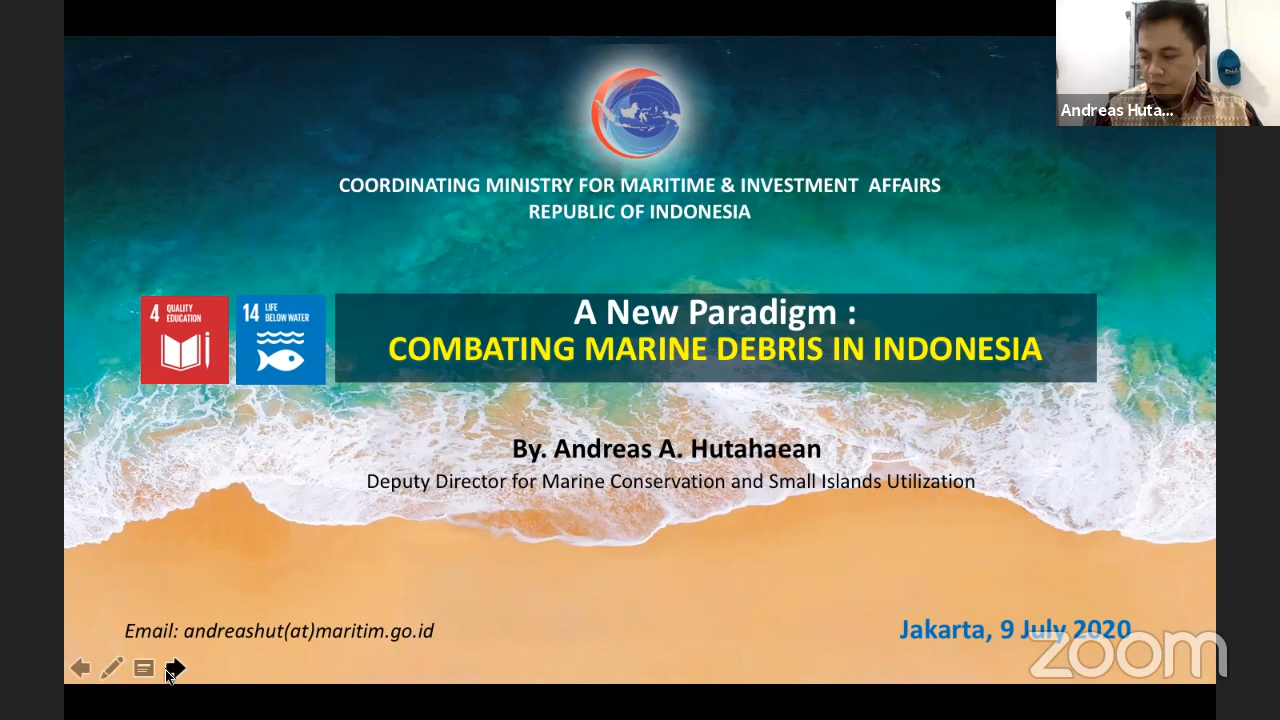 Andreas Huta...
COORDINATING MINISTRY FOR MARITIME & INVESTMENT AFFAIRS
REPUBLIC OF INDONESIA
4 QUALITY
EDUCATION
14 LIFE
BELOW WATER
A New Paradigm :
COMBATING MARINE DEBRIS IN INDONESIA
By. Andreas A. Hutahaean
Deputy Director for Marine Conservation and Small Islands Utilization
Email: andreashut(at)maritim.go.id
Jakarta, 9 July 2020
zoom